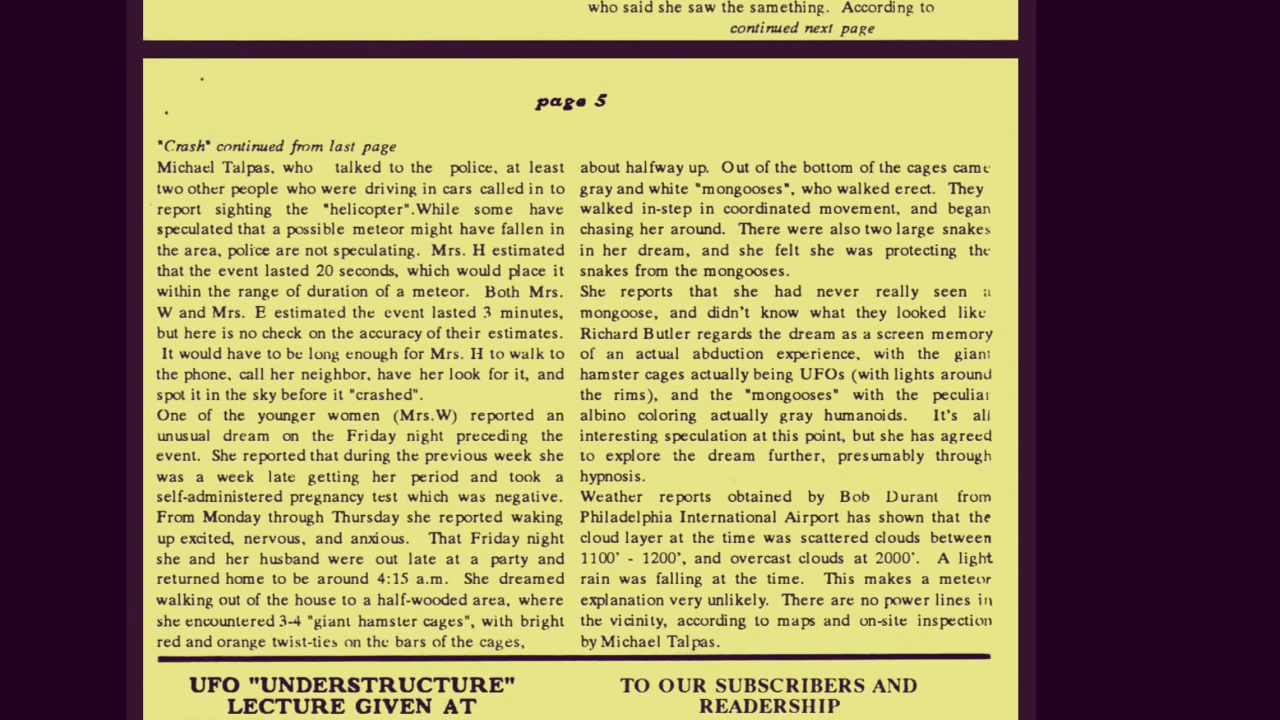 who said she saw the samething.  According to
continued next page
page 5
"Crash" continued from last page
Michael Talpas, who talked to the police, at least
two other people who were driving in cars called in to
report sighting the "helicopter".While some have
speculated that a possible meteor might have fallen in
the area, police are not speculating. Mrs. H estimated
that the event lasted 20 seconds, which would place it
within the range of duration of a meteor. Both Mrs.
W and Mrs. E estimated the event lasted 3 minutes,
but here is no check on the accuracy of their estimates.
It would have to be long enough for Mrs. H to walk to
the phone, call her neighbor, have her look for it, and
spot it in the sky before it "crashed".
One of the younger women (Mrs.W) reported an
unusual dream on the Friday night preceding the
event. She reported that during the previous week she
was a week late getting her period and took a
self-administered pregnancy test which was negative.
From Monday through Thursday she reported waking
up excited, nervous, and anxious. That Friday night
she and her husband were out late at a party and
returned home to be around 4:15 a.m. She dreamed
walking out of the house to a half-wooded area, where
she encountered 3-4 "giant hamster cages", with bright
red and orange twist-ties on the bars of the cages,
about halfway up. Out of the bottom of the cages came
gray and white "mongooses", who walked erect. They
walked in-step in coordinated movement, and began
chasing her around. There were also two large snakes
in her dream, and she felt she was protecting the
snakes from the mongooses.
She reports that she had never really seen a
mongoose, and didn't know what they looked like
Richard Butler regards the dream as a screen memory
of an actual abduction experience, with the giant
hamster cages actually being UFOs (with lights around
the rims), and the "mongooses" with the peculiar
albino coloring actually gray humanoids. It's all
interesting speculation at this point, but she has agreed
to explore the dream further, presumably through
hypnosis.
Weather reports obtained by Bob Durant from
Philadelphia International Airport has shown that the
cloud layer at the time was scattered clouds between
1100' - 1200', and overcast clouds at 2000'. A light
rain was falling at the time. This makes a meteor
explanation very unlikely. There are no power lines in
the vicinity, according to maps and on-site inspection
by Michael Talpas.
UFO "UNDERSTRUCTURE"
LECTURE GIVEN AT
TO OUR SUBSCRIBERS AND
READERSHIP